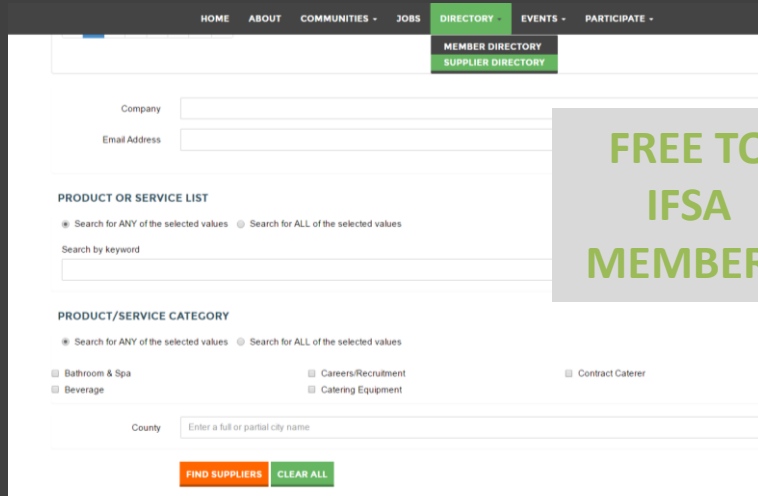 HOME ABOUT COMMUNITIES JOBS DIRECTORY EVENTS PARTICIPATE
MEMBER DIRECTORY
SUPPLIER DIRECTORY
Company
Email Address
FREE TO
IFSA
MEMBER
PRODUCT OR SERVICE LIST
Search for ANY of the selected values Search for ALL of the selected values
Search by keyword
PRODUCT/SERVICE CATEGORY
Search for ANY of the selected values Search for ALL of the selected values
Bathroom & Spa Careers/Recruitment Contract Caterer
Beverage Catering Equipment
County Enter a full or partial city name
FIND SUPPLIERS CLEAR ALL